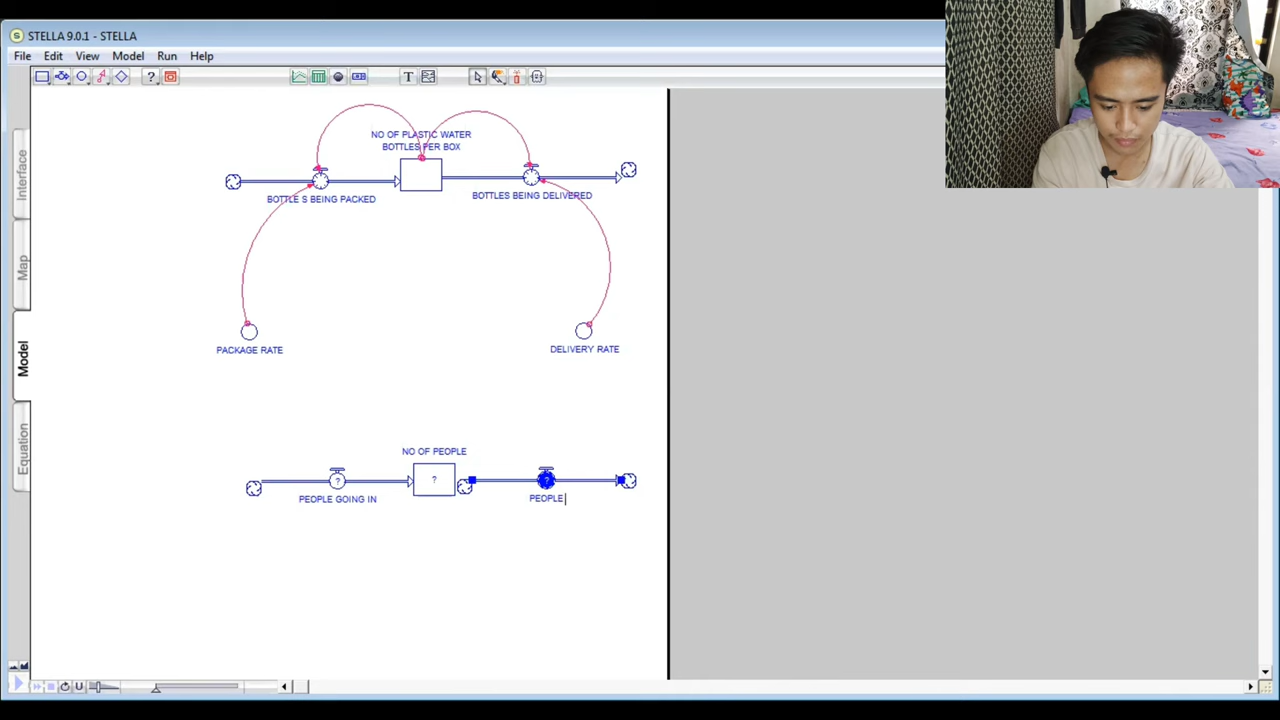 STELLA 9.0.1 - STELLA
File Edit View Model Run Help
? T
Interface
Map
Model
Equation
NO OF PLASTIC WATER
BOTTLES PER BOX
BOTTLE S BEING PACKED
BOTTLES BEING DELIVERED
PACKAGE RATE
DELIVERY RATE
NO OF PEOPLE
? ? ?
PEOPLE GOING IN
PEOPLE
U